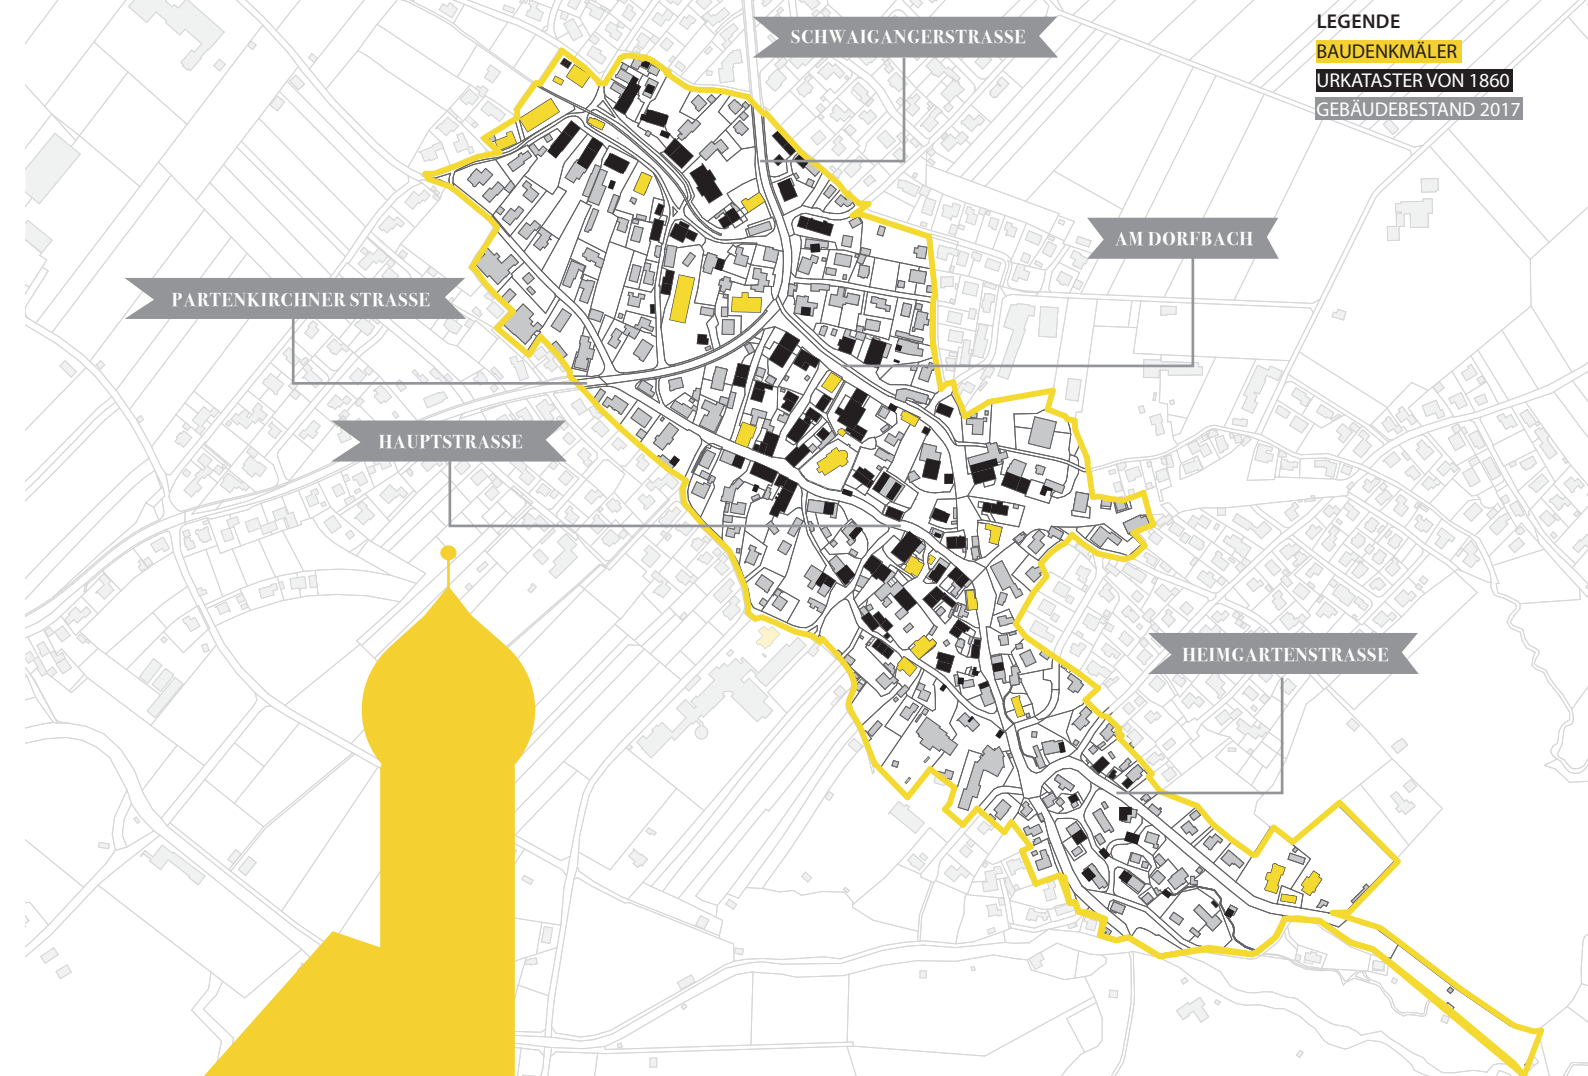 SCHWAIGANGERSTRASSE
LEGENDE
BAUDENKMÄLER
URKATASTER VON 1860
GEBÄUDEBESTAND 2017
AM DORFBACH
PARTENKIRCHNER STRASSE
HAUPTSTRASSE
HEIMGARTENSTRASSE